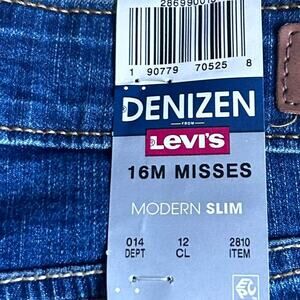 1 90779 70525 8
DENIZEN
FROM
LEVI'S
16M MISSES
MODERN SLIM
014 12 2810
DEPT CL ITEM